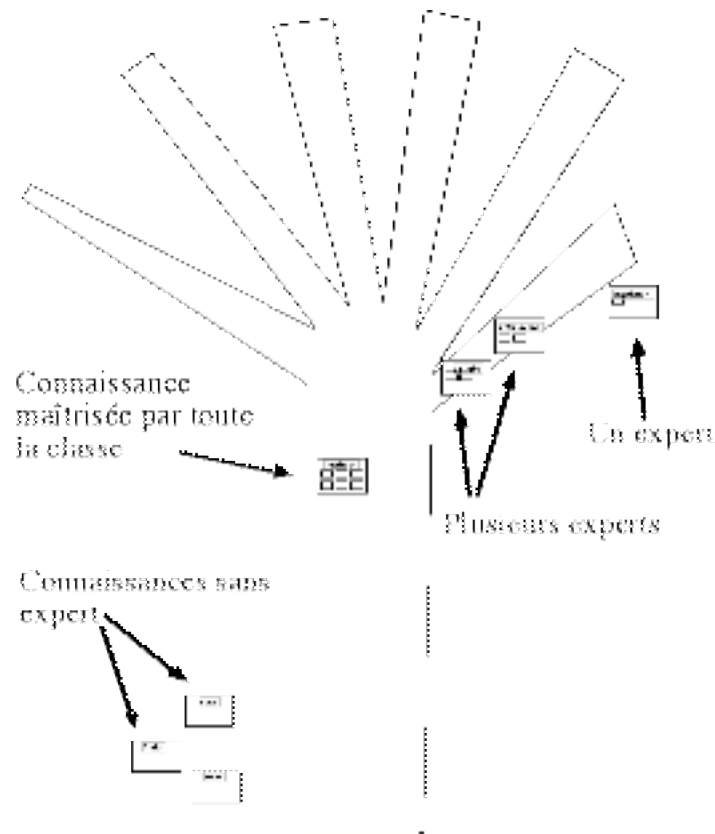 Connaissance
maîtrisée par toute
la classe
Un expert
Plusieurs experts
Connaissances sans
expert